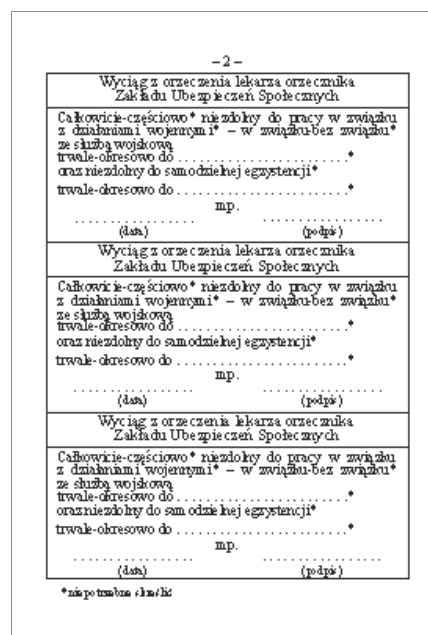 – 2 –
Wyciąg z orzeczenia lekarza orzecznika
Zakładu Ubezpieczeń Społecznych
Całkowicie-częściowo* niezdolny do pracy w związku
z działaniami wojennymi* – w związku-bez związku*
ze służbą wojskową
trwale-okresowo do . . . . . . . . . . . . . . . . . . . . . . . .*
oraz niezdolny do samodzielnej egzystencji*
trwale-okresowo do . . . . . . . . . . . . . . . . . . . . . . . .*
mp.
. . . . . . . . . . . . . . . . . . . . . . . . . . . . . . . . . .
(data) (podpis)
Wyciąg z orzeczenia lekarza orzecznika
Zakładu Ubezpieczeń Społecznych
Całkowicie-częściowo* niezdolny do pracy w związku
z działaniami wojennymi* – w związku-bez związku*
ze służbą wojskową
trwale-okresowo do . . . . . . . . . . . . . . . . . . . . . . . .*
oraz niezdolny do samodzielnej egzystencji*
trwale-okresowo do . . . . . . . . . . . . . . . . . . . . . . . .*
mp.
. . . . . . . . . . . . . . . . . . . . . . . . . . . . . . . . . .
(data) (podpis)
Wyciąg z orzeczenia lekarza orzecznika
Zakładu Ubezpieczeń Społecznych
Całkowicie-częściowo* niezdolny do pracy w związku
z działaniami wojennymi* – w związku-bez związku*
ze służbą wojskową
trwale-okresowo do . . . . . . . . . . . . . . . . . . . . . . . .*
oraz niezdolny do samodzielnej egzystencji*
trwale-okresowo do . . . . . . . . . . . . . . . . . . . . . . . .*
mp.
. . . . . . . . . . . . . . . . . . . . . . . . . . . . . . . . . .
(data) (podpis)
*niepotrzebne skreślić